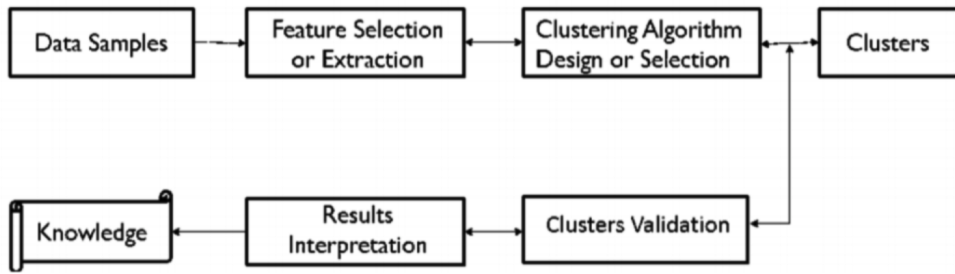 Data Samples
Feature Selection
or Extraction
Clustering Algorithm
Design or Selection
Clusters
Knowledge
Results
Interpretation
Clusters Validation